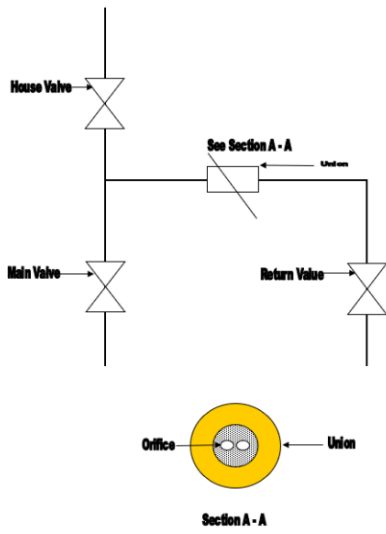 House Valve
See Section A - A
Union
Main Valve
Return Value
Orifice
Union
Section A - A